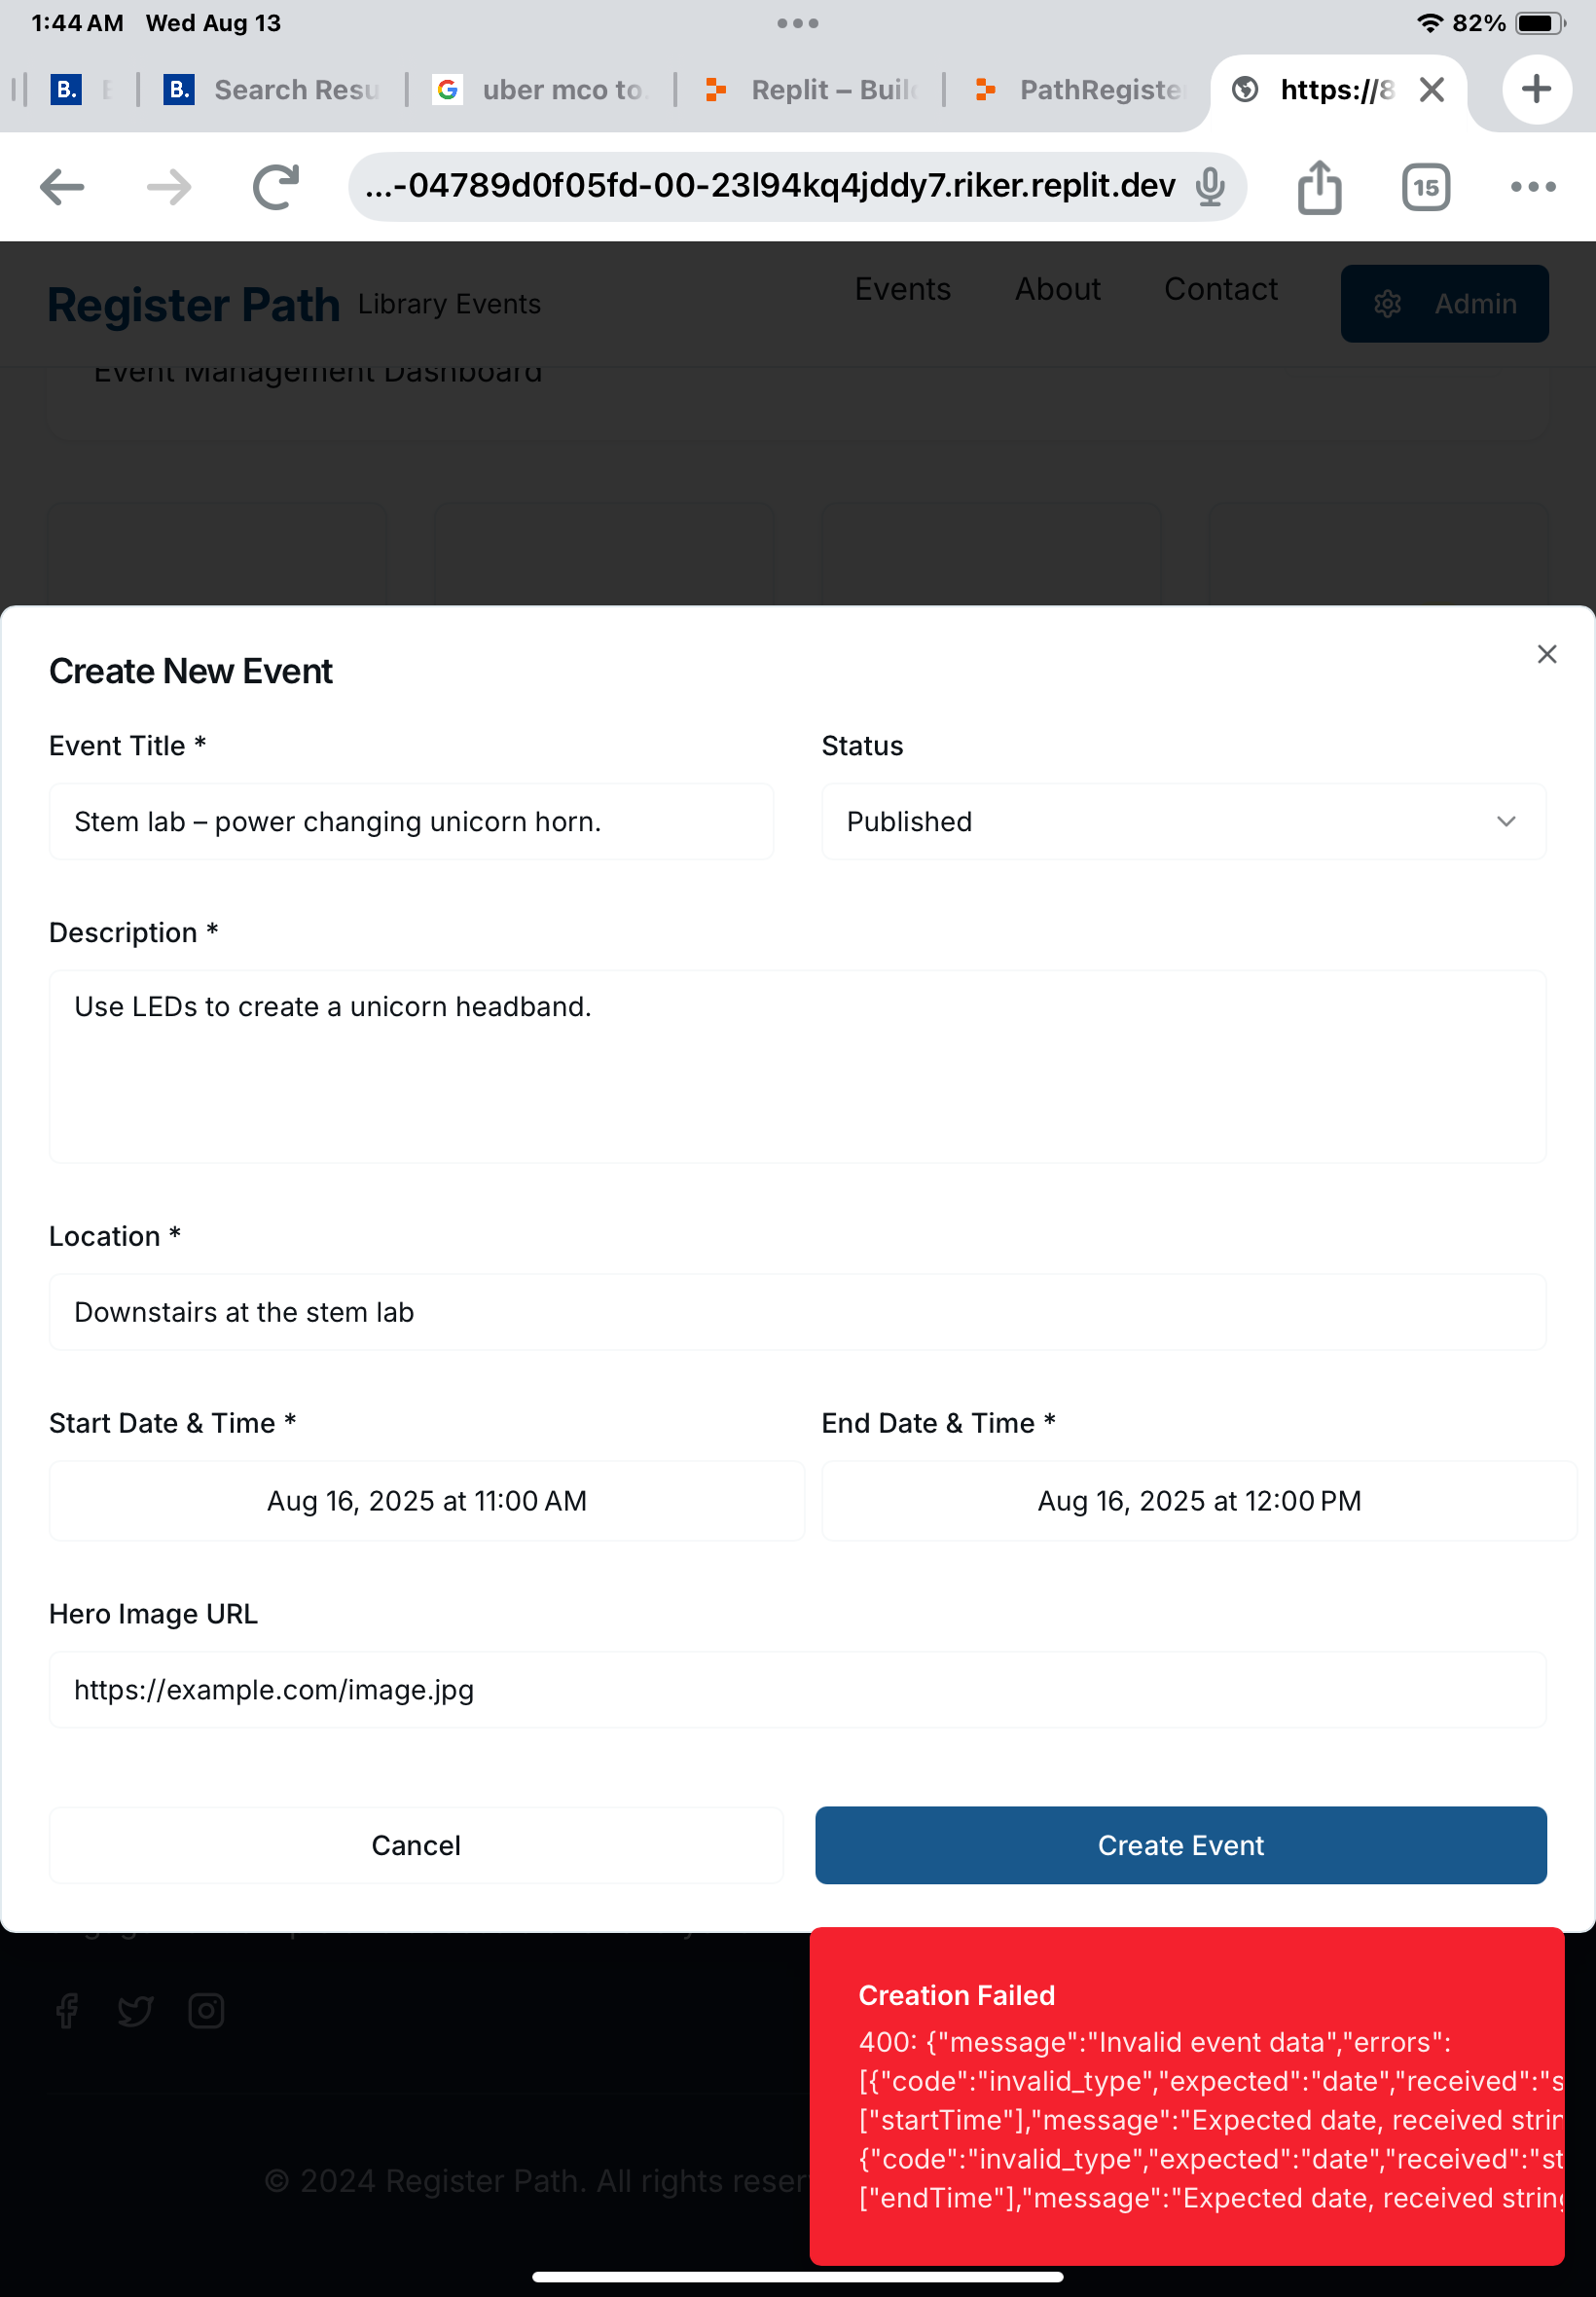 1:44 AM Wed Aug 13
82%
B.
B. Search Resu
G uber mco to
Replit – Buil
PathRegiste
https://8
...-04789d0f05fd-00-23l94kq4jddy7.riker.replit.dev
15
Register Path Library Events
Events About Contact Admin
Event Management Dashboard
Create New Event
Event Title *
Status
Stem lab – power changing unicorn horn.
Published
Description *
Use LEDs to create a unicorn headband.
Location *
Downstairs at the stem lab
Start Date & Time *
End Date & Time *
Aug 16, 2025 at 11:00 AM
Aug 16, 2025 at 12:00 PM
Hero Image URL
https://example.com/image.jpg
Cancel
Create Event
Creation Failed
400: {"message":"Invalid event data","errors":
[{"code":"invalid_type","expected":"date","received":"s
["startTime"],"message":"Expected date, received strin
{"code":"invalid_type","expected":"date","received":"st
["endTime"],"message":"Expected date, received string
© 2024 Register Path. All rights reser